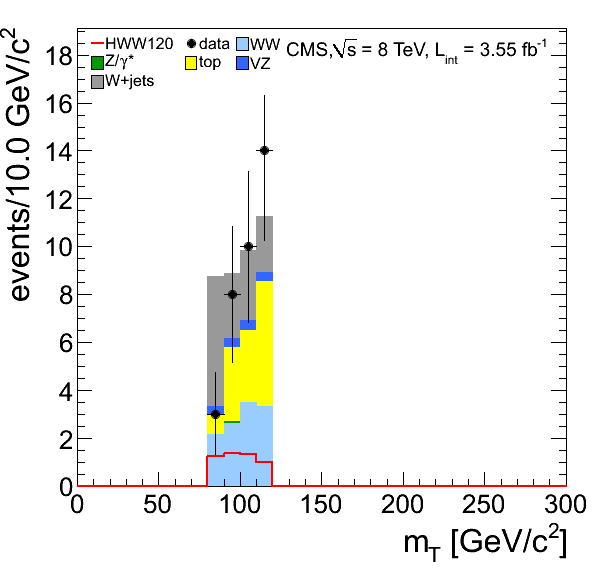 HWW120 data WW CMS,√s = 8 TeV, L_int = 3.55 fb⁻¹
Z/γ* top VZ
W+jets
events/10.0 GeV/c²
18
16
14
12
10
8
6
4
2
0
0 50 100 150 200 250 300
m_T [GeV/c²]